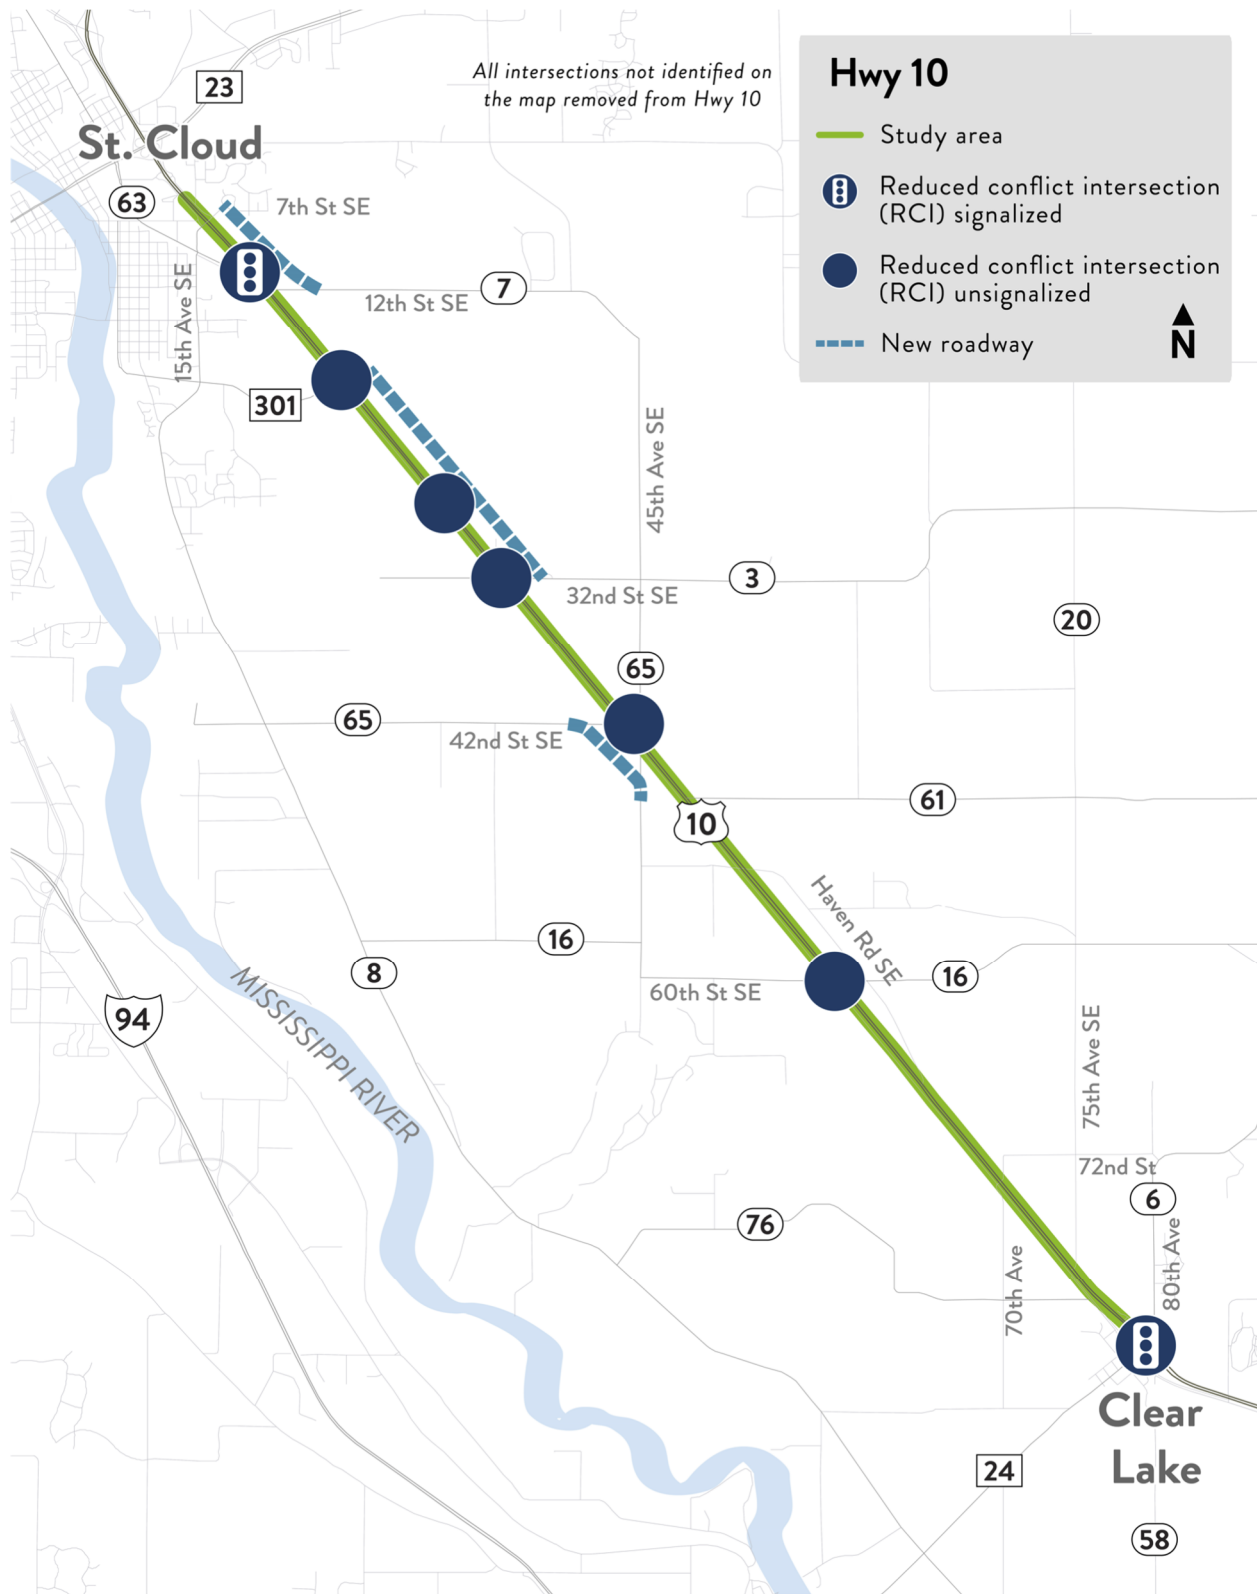 All intersections not identified on
the map removed from Hwy 10
Hwy 10
Study area
Reduced conflict intersection
(RCI) signalized
Reduced conflict intersection
(RCI) unsignalized
New roadway
N
23
St. Cloud
63
7th St SE
15th Ave SE
12th St SE
7
301
45th Ave SE
3
32nd St SE
20
65
65
42nd St SE
61
10
Haven Rd SE
16
8
16
60th St SE
94
MISSISSIPPI RIVER
75th Ave SE
72nd St
6
76
70th Ave
80th Ave
Clear
Lake
24
58